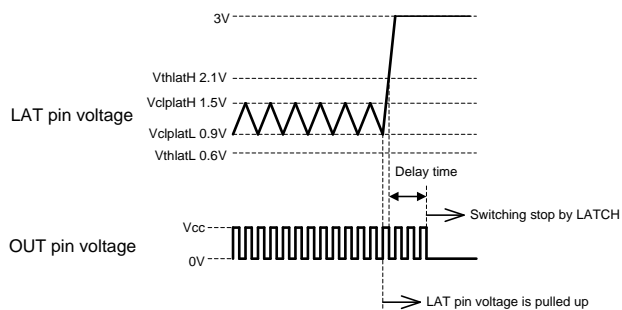 3V
VthlatH 2.1V
VclplatH 1.5V
LAT pin voltage
VclplatL 0.9V
VthlatL 0.6V
Delay time
Switching stop by LATCH
Vcc
OUT pin voltage
0V
LAT pin voltage is pulled up